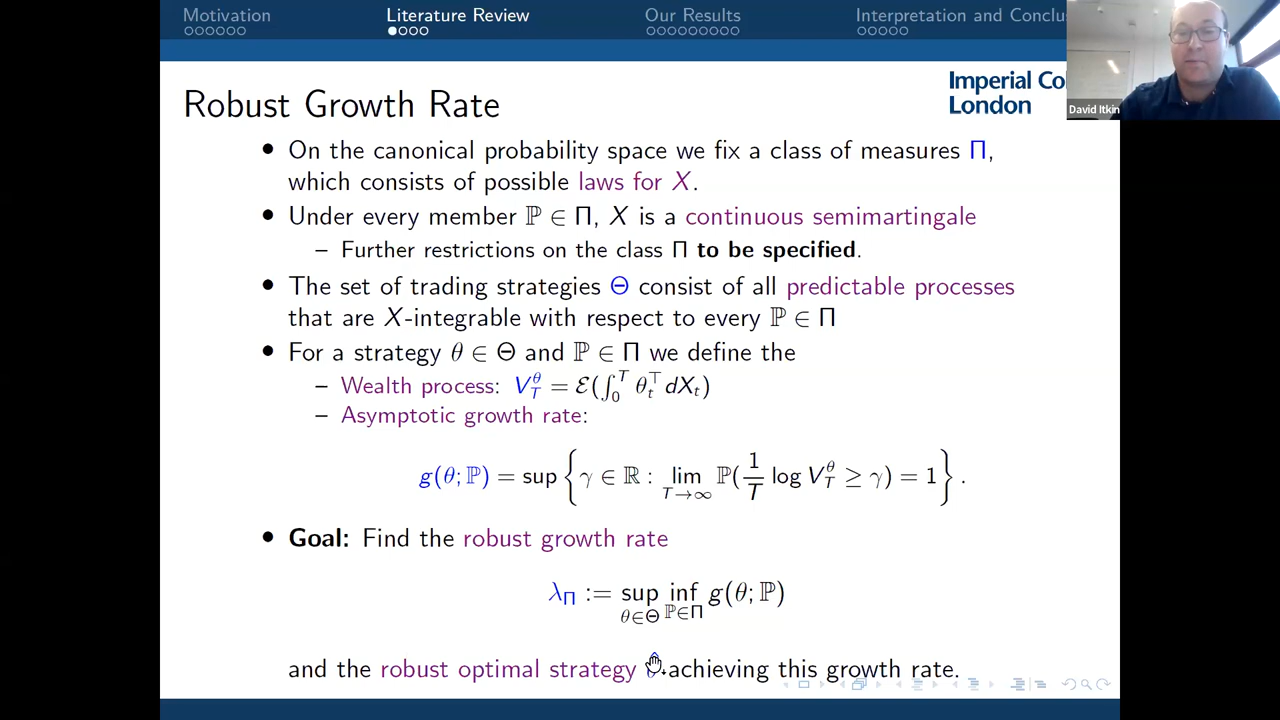 Motivation
Literature Review
Our Results
Interpretation and Conclu
Imperial Co
London
David Itkin
Robust Growth Rate
• On the canonical probability space we fix a class of measures Π,
which consists of possible laws for X.
• Under every member ℙ ∈ Π, X is a continuous semimartingale
– Further restrictions on the class Π to be specified.
• The set of trading strategies Θ consist of all predictable processes
that are X-integrable with respect to every ℙ ∈ Π
• For a strategy θ ∈ Θ and ℙ ∈ Π we define the
– Wealth process: V_T^θ = ℰ(∫_0^T θ_t^⊤ dX_t)
– Asymptotic growth rate:
g(θ; ℙ) = sup { γ ∈ ℝ : lim_{T→∞} ℙ(1/T log V_T^θ ≥ γ) = 1 } .
• Goal: Find the robust growth rate
λ_Π := sup_{θ∈Θ} inf_{ℙ∈Π} g(θ; ℙ)
and the robust optimal strategy achieving this growth rate.